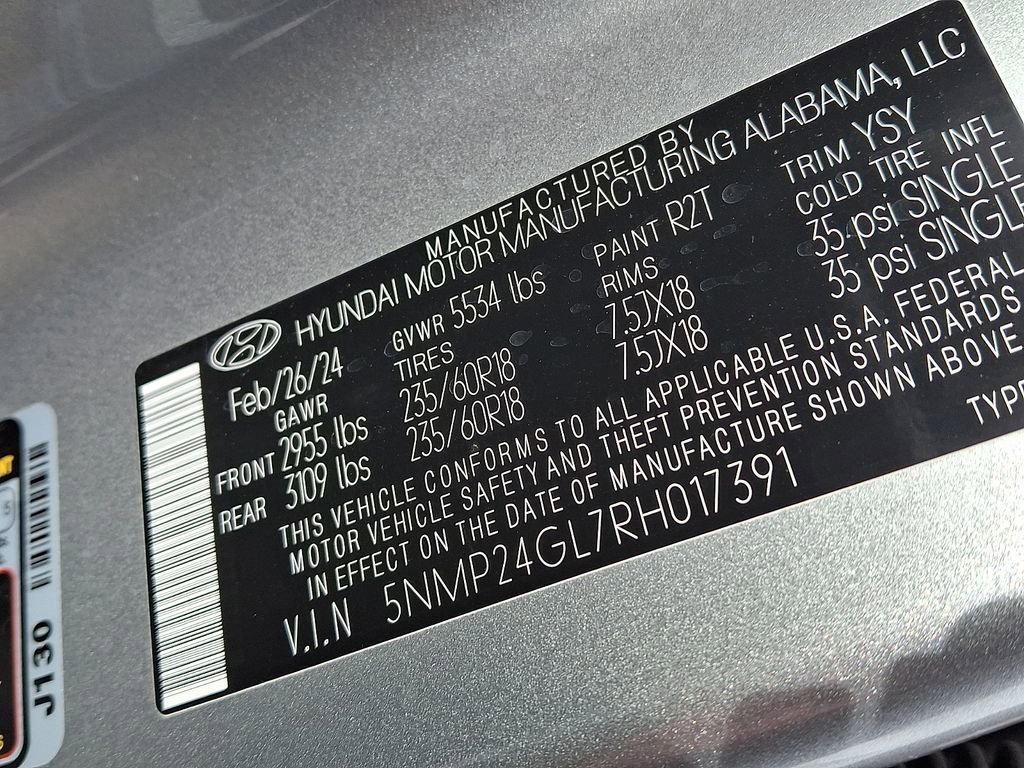 MANUFACTURED BY
HYUNDAI MOTOR MANUFACTURING ALABAMA, LLC
Feb/26/24 GVWR 5534 lbs PAINT R2T TRIM YSY
GAWR TIRES RIMS COLD TIRE INFL
FRONT 2955 lbs 235/60R18 7.5JX18 35 psi SINGLE
REAR 3109 lbs 235/60R18 7.5JX18 35 psi SINGLE
THIS VEHICLE CONFORMS TO ALL APPLICABLE U.S.A. FEDERAL
MOTOR VEHICLE SAFETY AND THEFT PREVENTION STANDARDS
IN EFFECT ON THE DATE OF MANUFACTURE SHOWN ABOVE.
V.I.N 5NMP24GL7RH017391 TYPE
J130